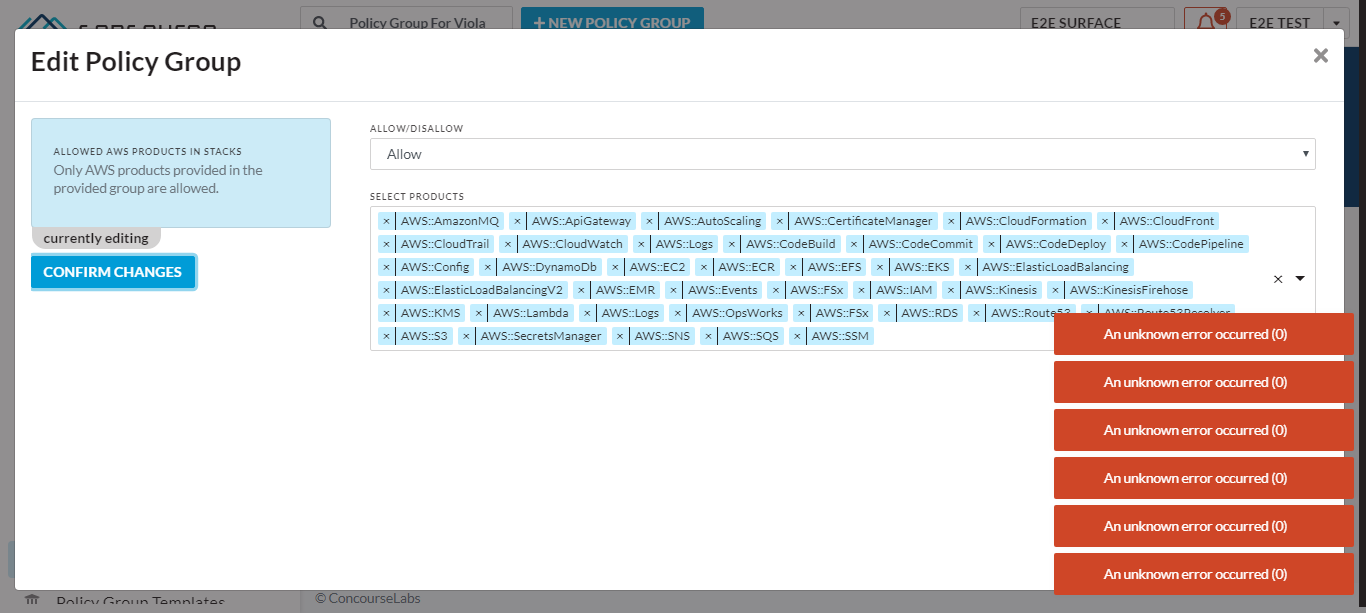 Policy Group For Viola
+ NEW POLICY GROUP
E2E SURFACE
5
E2E TEST
Edit Policy Group
×
ALLOWED AWS PRODUCTS IN STACKS
Only AWS products provided in the
provided group are allowed.
currently editing
CONFIRM CHANGES
ALLOW/DISALLOW
Allow
SELECT PRODUCTS
× AWS::AmazonMQ × AWS::ApiGateway × AWS::AutoScaling × AWS::CertificateManager × AWS::CloudFormation × AWS::CloudFront
× AWS::CloudTrail × AWS::CloudWatch × AWS::Logs × AWS::CodeBuild × AWS::CodeCommit × AWS::CodeDeploy × AWS::CodePipeline
× AWS::Config × AWS::DynamoDb × AWS::EC2 × AWS::ECR × AWS::EFS × AWS::EKS × AWS::ElasticLoadBalancing
× AWS::ElasticLoadBalancingV2 × AWS::EMR × AWS::Events × AWS::FSx × AWS::IAM × AWS::Kinesis × AWS::KinesisFirehose
× AWS::KMS × AWS::Lambda × AWS::Logs × AWS::OpsWorks × AWS::FSx × AWS::RDS × AWS::Route53 × AWS::Route53Resolver
× AWS::S3 × AWS::SecretsManager × AWS::SNS × AWS::SQS × AWS::SSM
×
An unknown error occurred (0)
An unknown error occurred (0)
An unknown error occurred (0)
An unknown error occurred (0)
An unknown error occurred (0)
An unknown error occurred (0)
Policy Group Templates
© ConcourseLabs